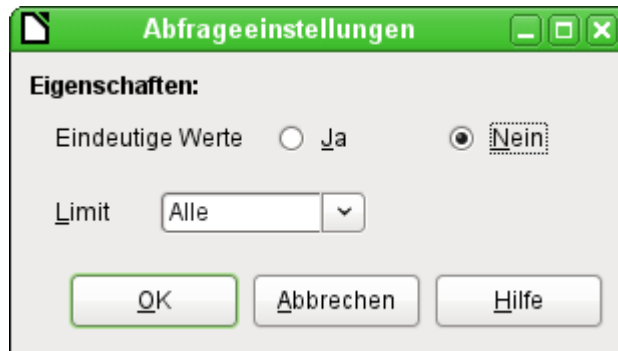 Abfrageeinstellungen
Eigenschaften:
Eindeutige Werte Ja Nein
Limit Alle
OK Abbrechen Hilfe